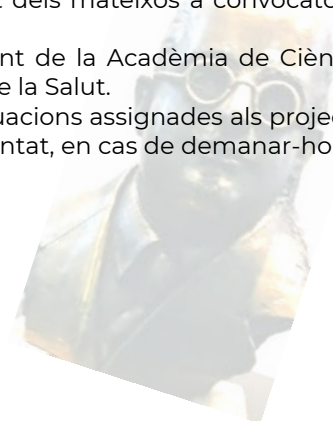 dels mateixos a convocato
nt de la Acadèmia de Cièn
e la Salut.
uacions assignades als projec
ntat, en cas de demanar-ho